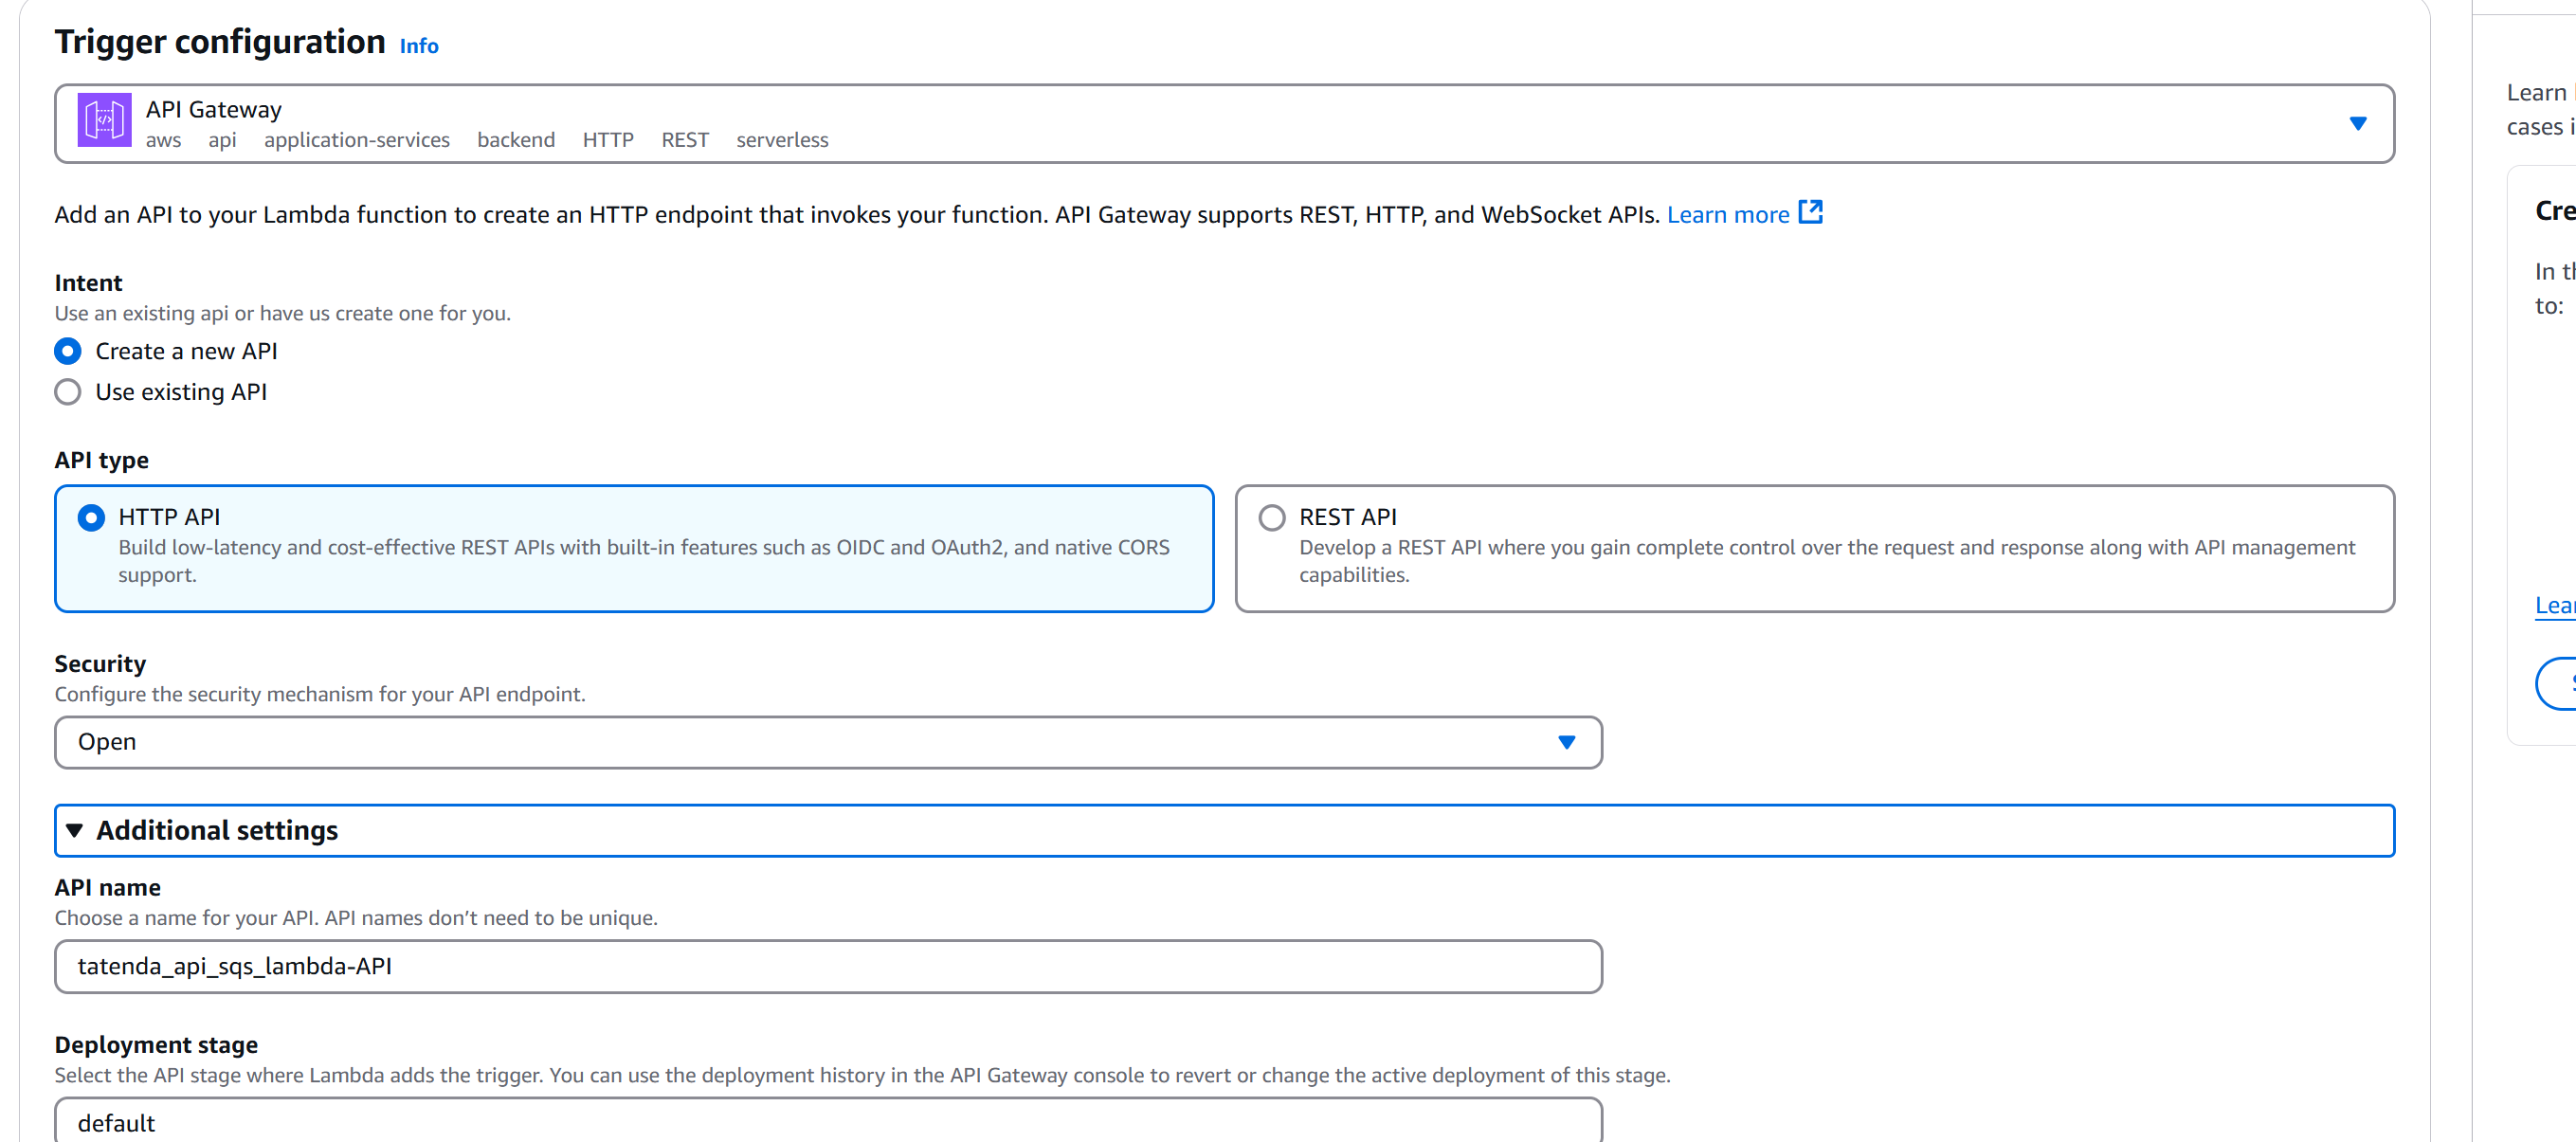 Trigger configuration Info
API Gateway
aws api application-services backend HTTP REST serverless
Add an API to your Lambda function to create an HTTP endpoint that invokes your function. API Gateway supports REST, HTTP, and WebSocket APIs. Learn more
Intent
Use an existing api or have us create one for you.
Create a new API
Use existing API
API type
HTTP API
Build low-latency and cost-effective REST APIs with built-in features such as OIDC and OAuth2, and native CORS
support.
REST API
Develop a REST API where you gain complete control over the request and response along with API management
capabilities.
Security
Configure the security mechanism for your API endpoint.
Open
Additional settings
API name
Choose a name for your API. API names don’t need to be unique.
tatenda_api_sqs_lambda-API
Deployment stage
Select the API stage where Lambda adds the trigger. You can use the deployment history in the API Gateway console to revert or change the active deployment of this stage.
default
Learn
cases
In
to: